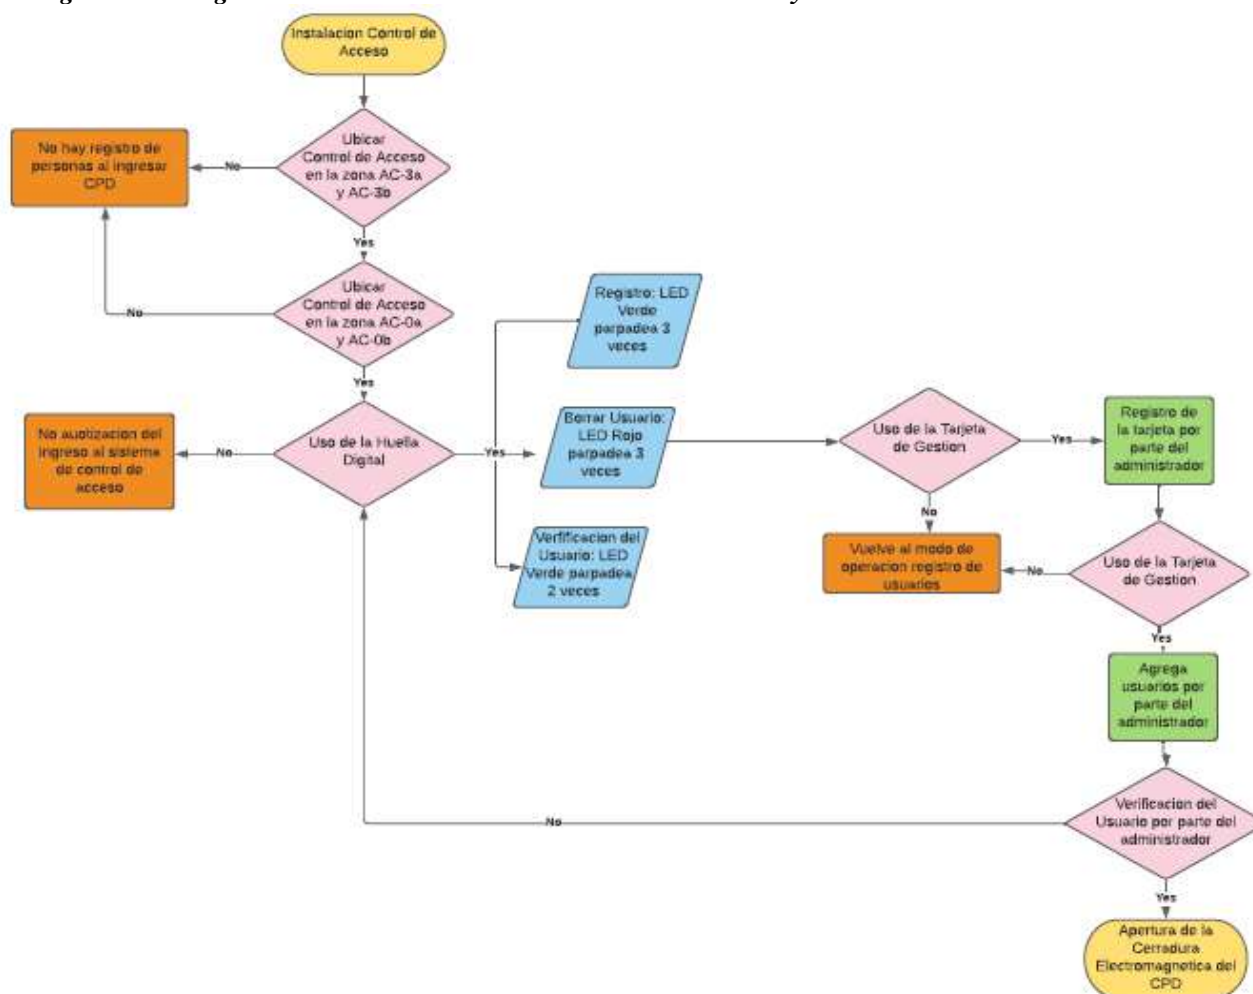 Instalacion Control de
Acceso
Ubicar
Control de Acceso
en la zona AC-3a
y AC-3b
No hay registro de
personas al ingresar
CPD
No
Yes
Ubicar
Control de Acceso
en la zona AC-0a
y AC-0b
No
Yes
Uso de la Huella
Digital
No
No auotizacion del
ingreso al sistema
de control de
acceso
Yes
Registro: LED
Verde
parpadea 3
veces
Borrar Usuario:
LED Rojo
parpadea 3
veces
Verfificacion del
Usuario: LED
Verde parpadea
2 veces
Uso de la Tarjeta
de Gestion
Yes
Registro de
la tarjeta por
parte del
administrador
No
Vuelve al modo de
operacion registro de
usuarios
No
Uso de la Tarjeta
de Gestion
Yes
Agrega
usuarios por
parte del
administrador
Verificacion del
Usuario por parte del
administrador
No
Yes
Apertura de la
Cerradura
Electromagnetica del
CPD